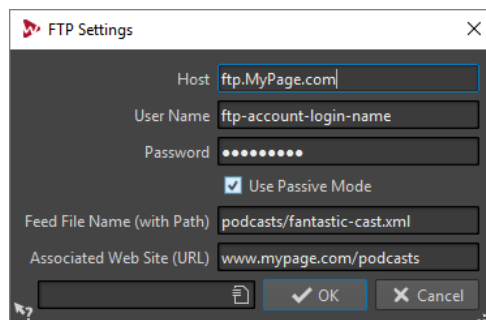 FTP Settings
Host ftp.MyPage.com
User Name ftp-account-login-name
Password •••••••••
Use Passive Mode
Feed File Name (with Path) podcasts/fantastic-cast.xml
Associated Web Site (URL) www.mypage.com/podcasts
OK Cancel